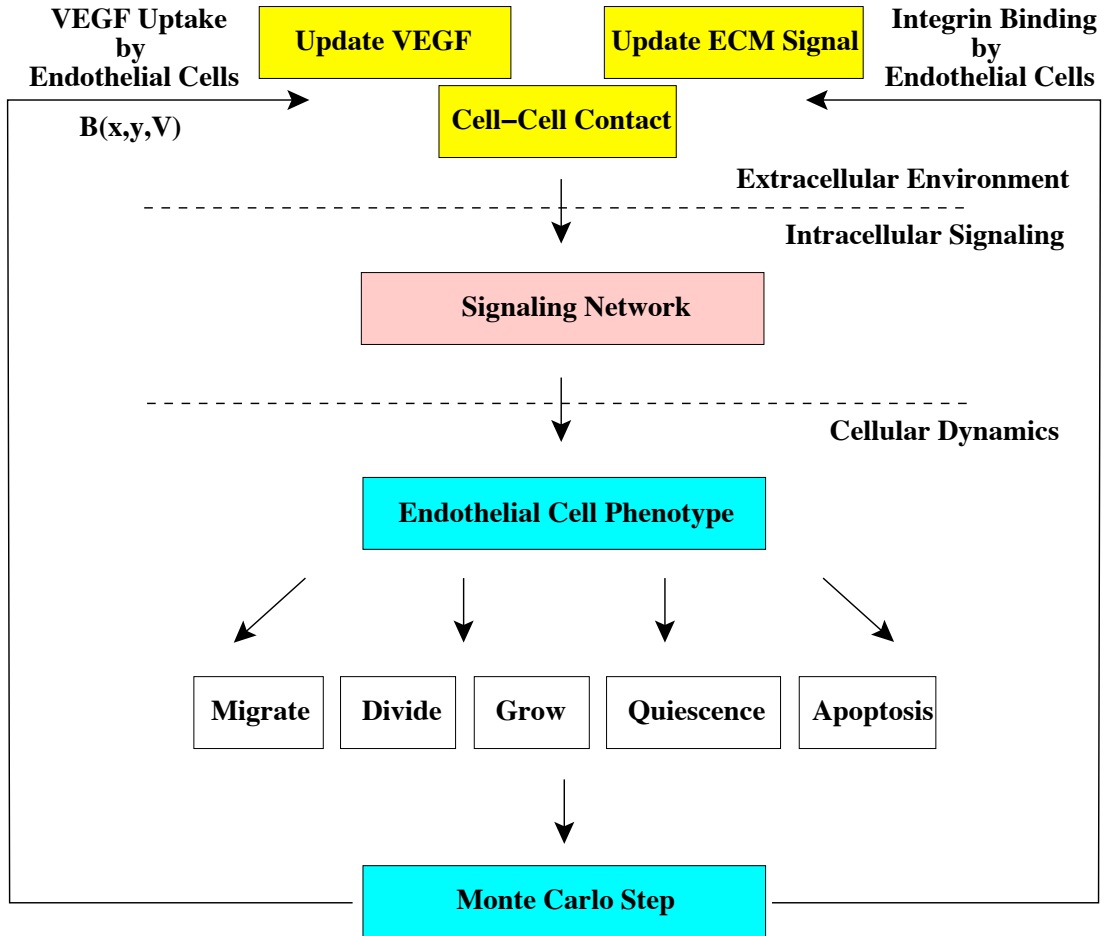 VEGF Uptake
by
Endothelial Cells
B(x,y,V)
Update VEGF
Update ECM Signal
Integrin Binding
by
Endothelial Cells
Cell–Cell Contact
Extracellular Environment
Intracellular Signaling
Signaling Network
Cellular Dynamics
Endothelial Cell Phenotype
Migrate
Divide
Grow
Quiescence
Apoptosis
Monte Carlo Step